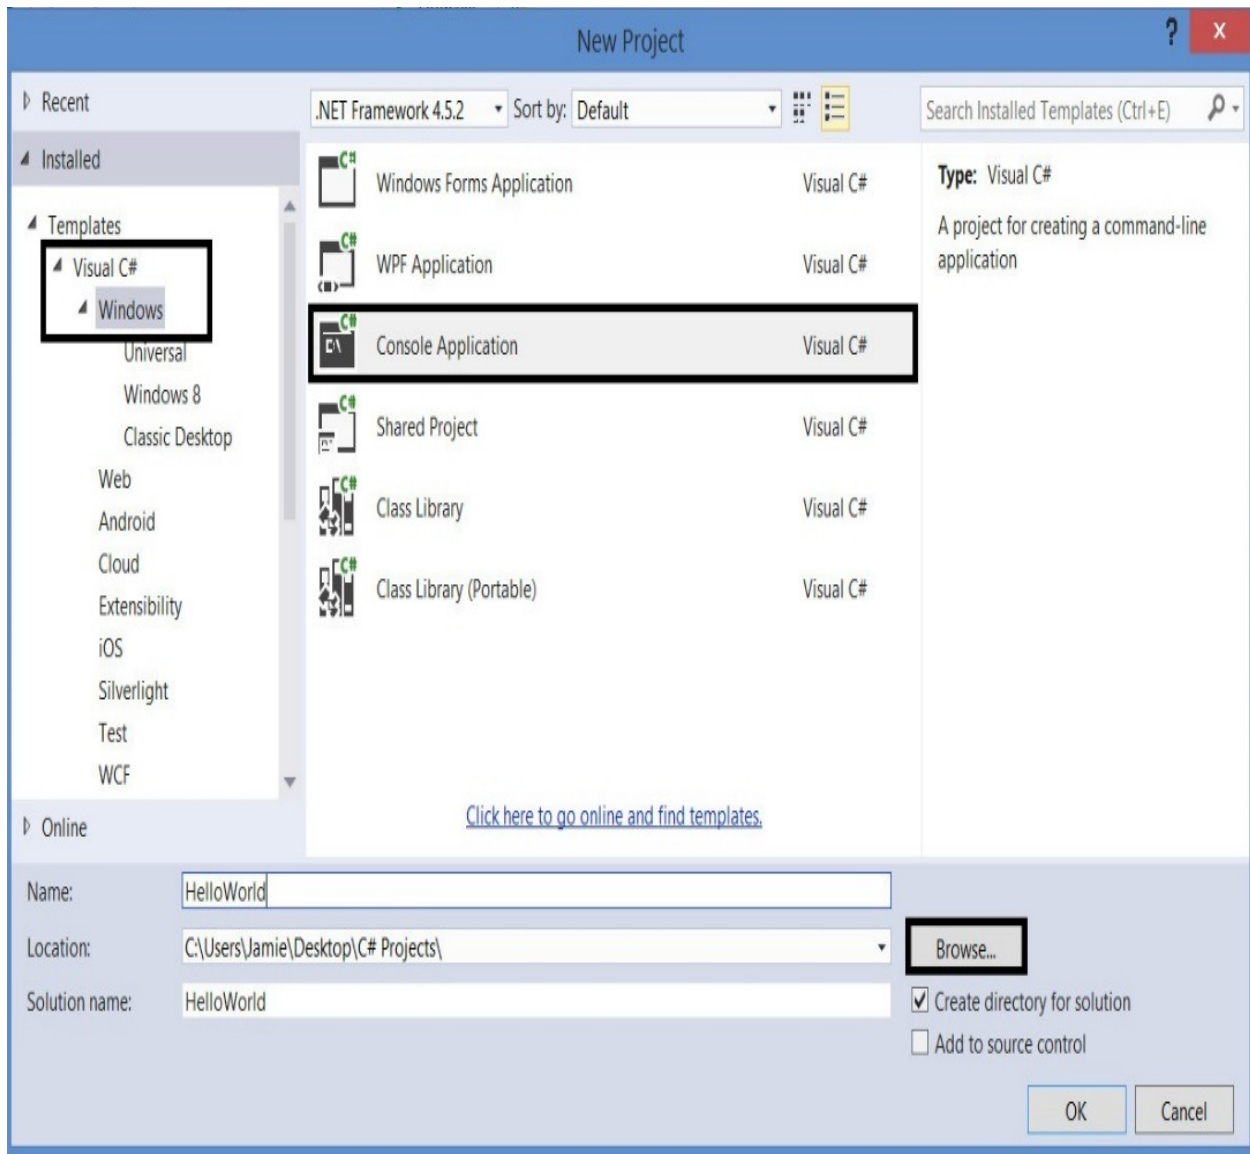 New Project
? X
Recent
.NET Framework 4.5.2 Sort by: Default
Search Installed Templates (Ctrl+E)
Installed
Templates
Visual C#
Windows
Universal
Windows 8
Classic Desktop
Web
Android
Cloud
Extensibility
iOS
Silverlight
Test
WCF
Online
C# Windows Forms Application Visual C#
C# WPF Application Visual C#
C# C:\ Console Application Visual C#
C# Shared Project Visual C#
C# Class Library Visual C#
C# Class Library (Portable) Visual C#
Click here to go online and find templates.
Type: Visual C#
A project for creating a command-line
application
Name: HelloWorld
Location: C:\Users\Jamie\Desktop\C# Projects\ Browse...
Solution name: HelloWorld
Create directory for solution
Add to source control
OK Cancel